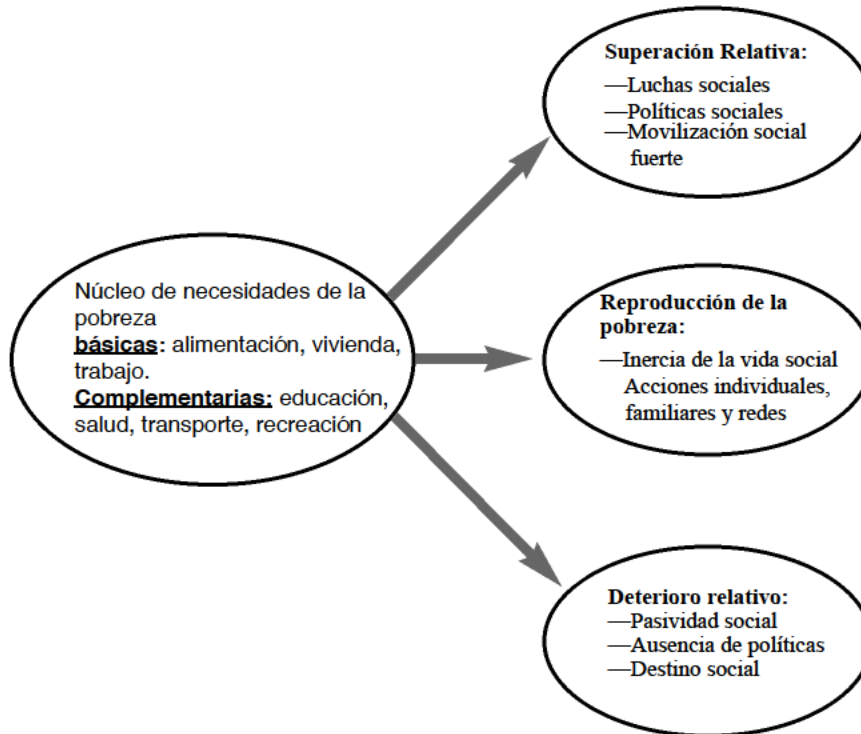 Superación Relativa:
—Luchas sociales
—Políticas sociales
—Movilización social
fuerte
Núcleo de necesidades de la
pobreza
básicas: alimentación, vivienda,
trabajo.
Complementarias: educación,
salud, transporte, recreación
Reproducción de la
pobreza:
—Inercia de la vida social
Acciones individuales,
familiares y redes
Deterioro relativo:
—Pasividad social
—Ausencia de políticas
—Destino social